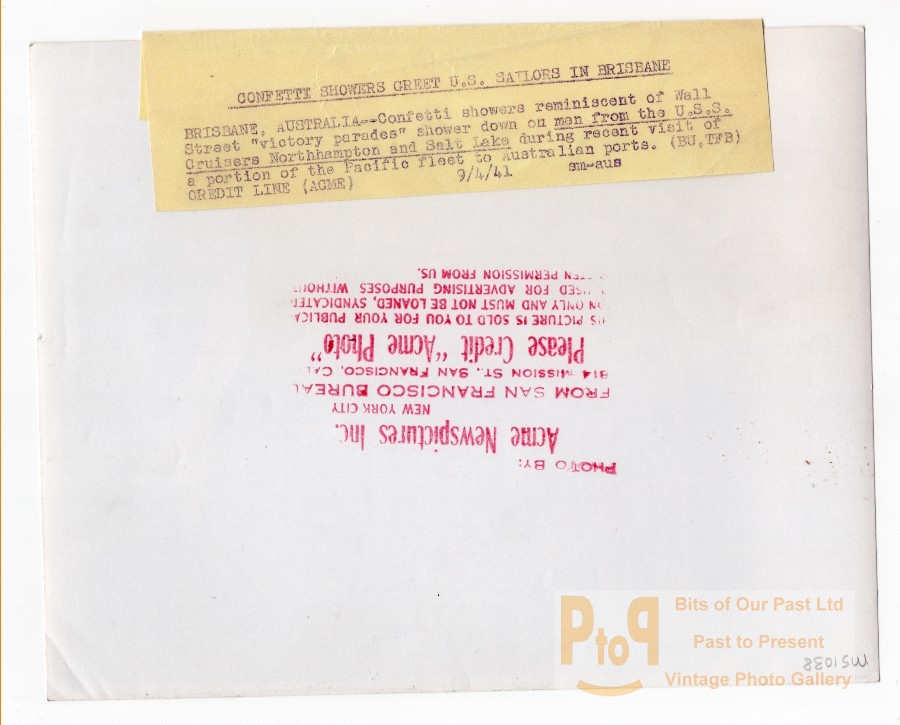 CONFETTI SHOWERS GREET U.S. SAILORS IN BRISBANE
BRISBANE, AUSTRALIA--Confetti showers reminiscent of Wall
Street "victory parades" shower down on men from the U.S.S.
Cruisers Northhampton and Salt Lake during recent visit of
a portion of the Pacific fleet to Australian ports. (BU,TFB)
CREDIT LINE (ACME) 9/4/41 sm-aus
PHOTO BY:
Acme Newspictures Inc.
NEW YORK CITY
FROM SAN FRANCISCO BUREAU
814 MISSION ST., SAN FRANCISCO, CAL
Please Credit "Acme Photo"
PICTURE IS SOLD TO YOU FOR YOUR PUBLICA
ON ONLY AND MUST NOT BE LOANED, SYNDICATED
USED FOR ADVERTISING PURPOSES WITHOUT
PERMISSION FROM US.
PtoP
Bits of Our Past Ltd
Past to Present
Vintage Photo Gallery
MS1038